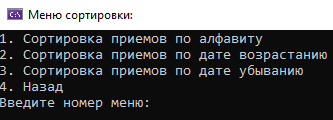 Меню сортировки:
1. Сортировка приемов по алфавиту
2. Сортировка приемов по дате возрастанию
3. Сортировка приемов по дате убыванию
4. Назад
Введите номер меню: